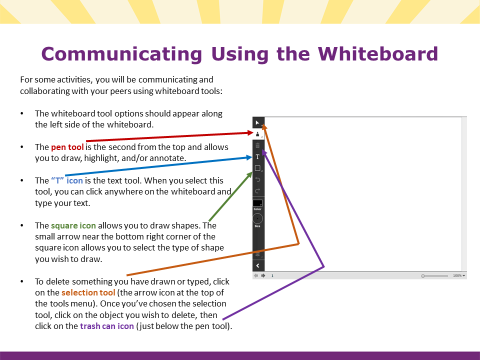 Communicating Using the Whiteboard
For some activities, you will be communicating and
collaborating with your peers using whiteboard tools:
• The whiteboard tool options should appear along
the left side of the whiteboard.
• The pen tool is the second from the top and allows
you to draw, highlight, and/or annotate.
• The “T” icon is the text tool. When you select this
tool, you can click anywhere on the whiteboard and
type your text.
• The square icon allows you to draw shapes. The
small arrow near the bottom right corner of the
square icon allows you to select the type of shape
you wish to draw.
• To delete something you have drawn or typed, click
on the selection tool (the arrow icon at the top of
the tools menu). Once you’ve chosen the selection
tool, click on the object you wish to delete, then
click on the trash can icon (just below the pen tool).
T
100%